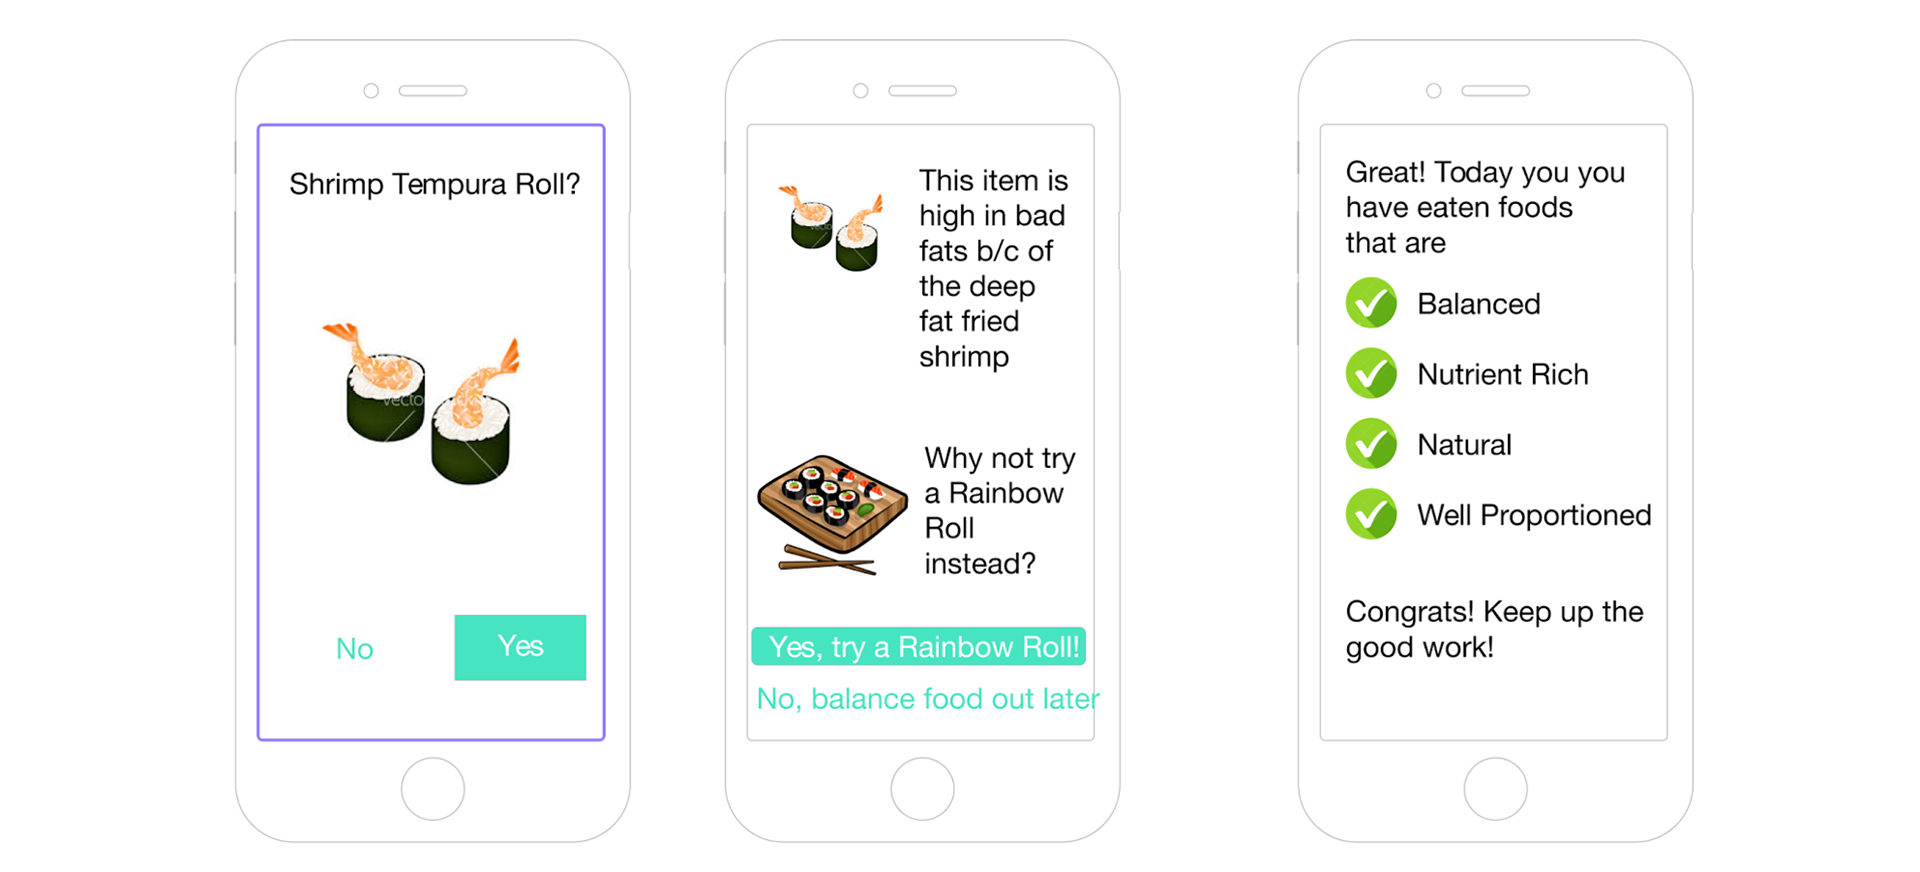 Shrimp Tempura Roll?
No
Yes
This item is
high in bad
fats b/c of
the deep
fat fried
shrimp
Why not try
a Rainbow
Roll
instead?
Yes, try a Rainbow Roll!
No, balance food out later
Great! Today you you
have eaten foods
that are
Balanced
Nutrient Rich
Natural
Well Proportioned
Congrats! Keep up the
good work!